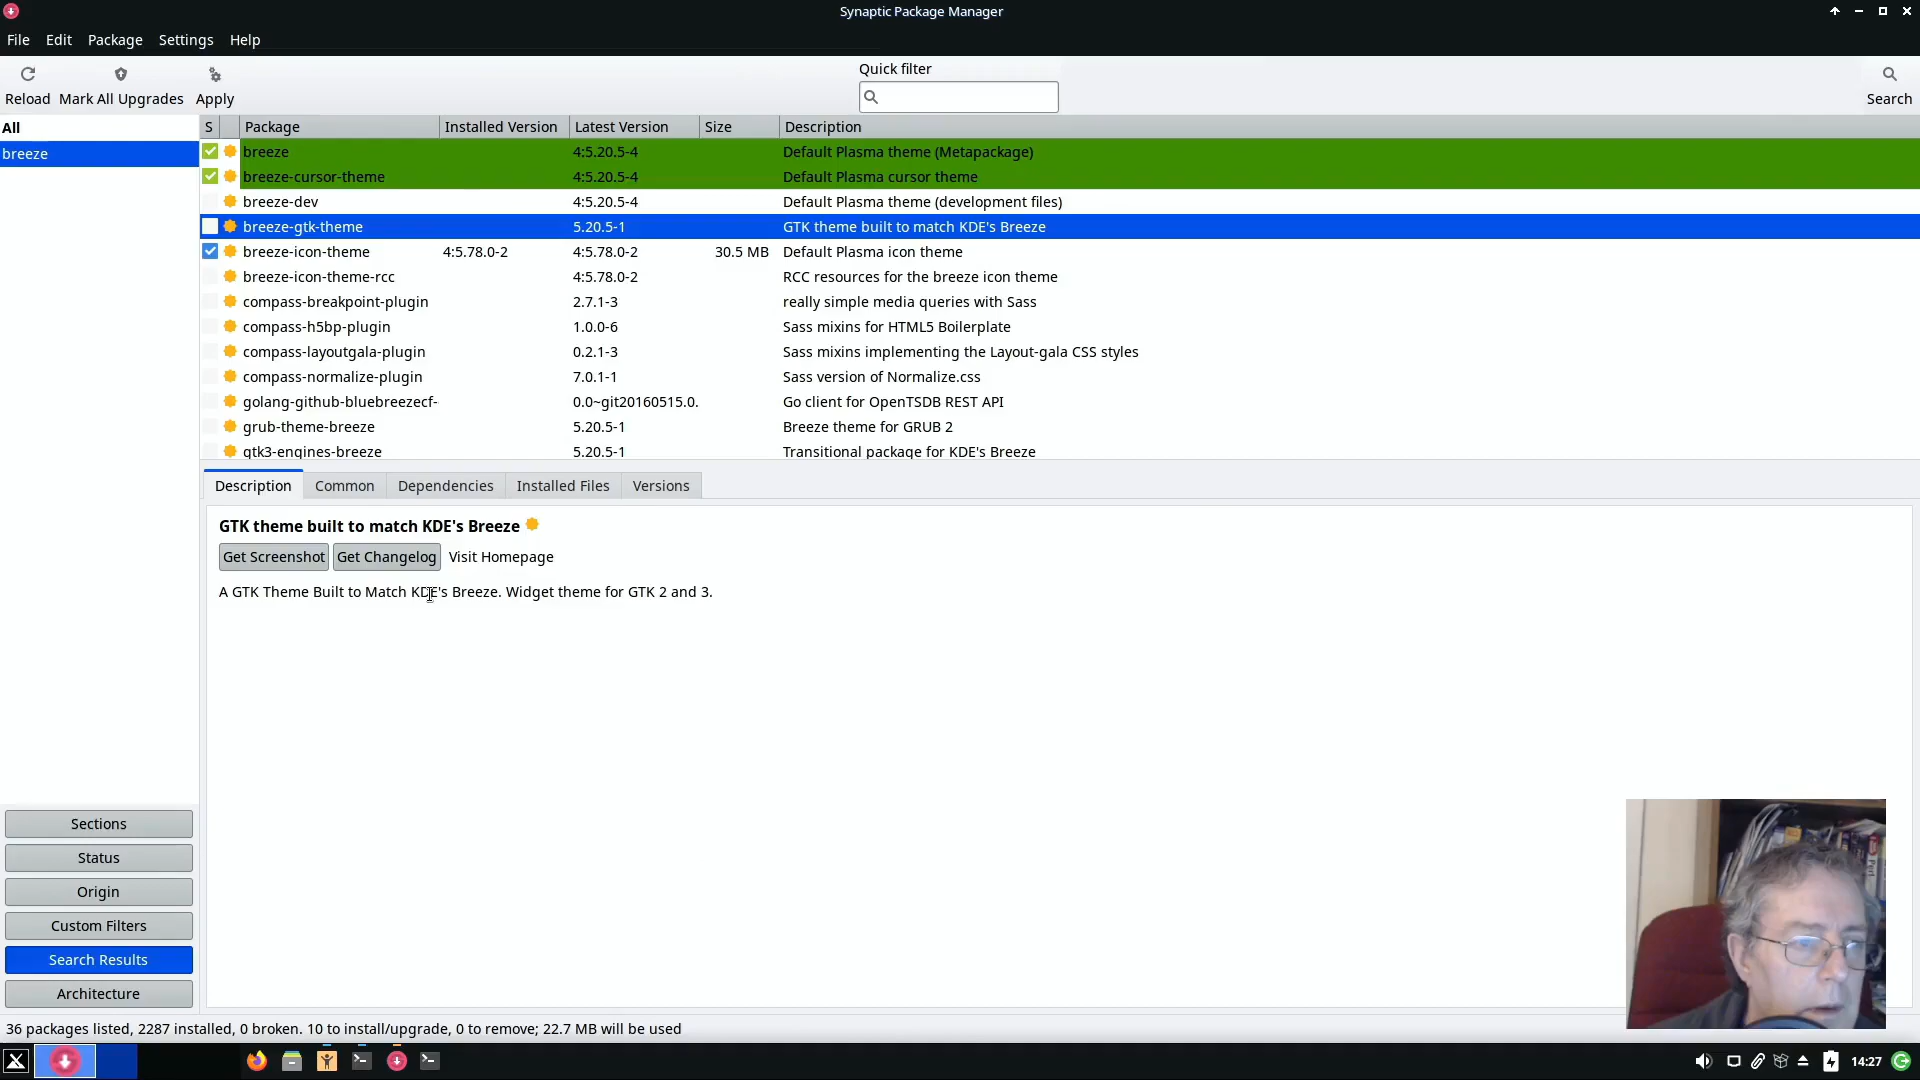 Synaptic Package Manager
File Edit Package Settings Help
Quick filter
Reload Mark All Upgrades Apply Search
All
breeze
S Package Installed Version Latest Version Size Description
breeze 4:5.20.5-4 Default Plasma theme (Metapackage)
breeze-cursor-theme 4:5.20.5-4 Default Plasma cursor theme
breeze-dev 4:5.20.5-4 Default Plasma theme (development files)
breeze-gtk-theme 5.20.5-1 GTK theme built to match KDE's Breeze
breeze-icon-theme 4:5.78.0-2 4:5.78.0-2 30.5 MB Default Plasma icon theme
breeze-icon-theme-rcc 4:5.78.0-2 RCC resources for the breeze icon theme
compass-breakpoint-plugin 2.7.1-3 really simple media queries with Sass
compass-h5bp-plugin 1.0.0-6 Sass mixins for HTML5 Boilerplate
compass-layoutgala-plugin 0.2.1-3 Sass mixins implementing the Layout-gala CSS styles
compass-normalize-plugin 7.0.1-1 Sass version of Normalize.css
golang-github-bluebreezecf- 0.0~git20160515.0. Go client for OpenTSDB REST API
grub-theme-breeze 5.20.5-1 Breeze theme for GRUB 2
gtk3-engines-breeze 5.20.5-1 Transitional package for KDE's Breeze
Description Common Dependencies Installed Files Versions
GTK theme built to match KDE's Breeze
Get Screenshot Get Changelog Visit Homepage
A GTK Theme Built to Match KDE's Breeze. Widget theme for GTK 2 and 3.
Sections
Status
Origin
Custom Filters
Search Results
Architecture
36 packages listed, 2287 installed, 0 broken. 10 to install/upgrade, 0 to remove; 22.7 MB will be used
14:27